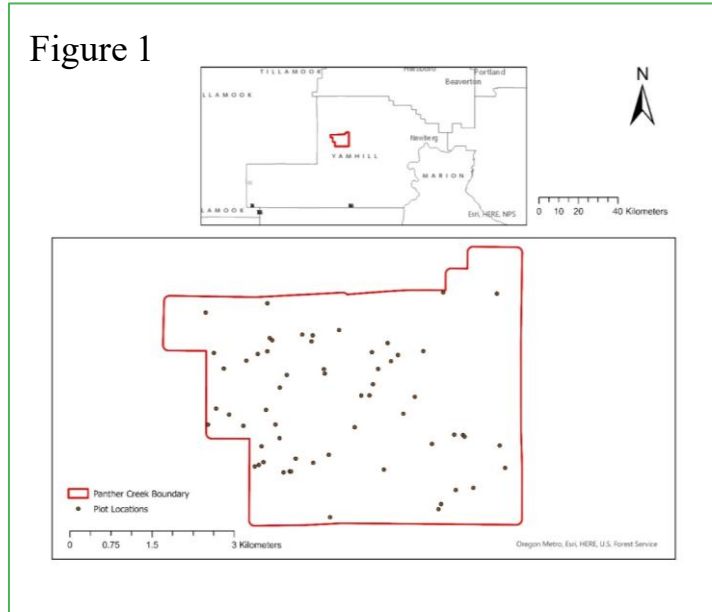 Figure 1
TILLAMOOK
Portland
Beaverton
LLAMOOK
Newberg
YAMHILL
MARION
LAMOOK
Esri, HERE, NPS
N
0 10 20 40 Kilometers
Panther Creek Boundary
Plot Locations
0 0.75 1.5 3 Kilometers
Oregon Metro, Esri, HERE, U.S. Forest Service